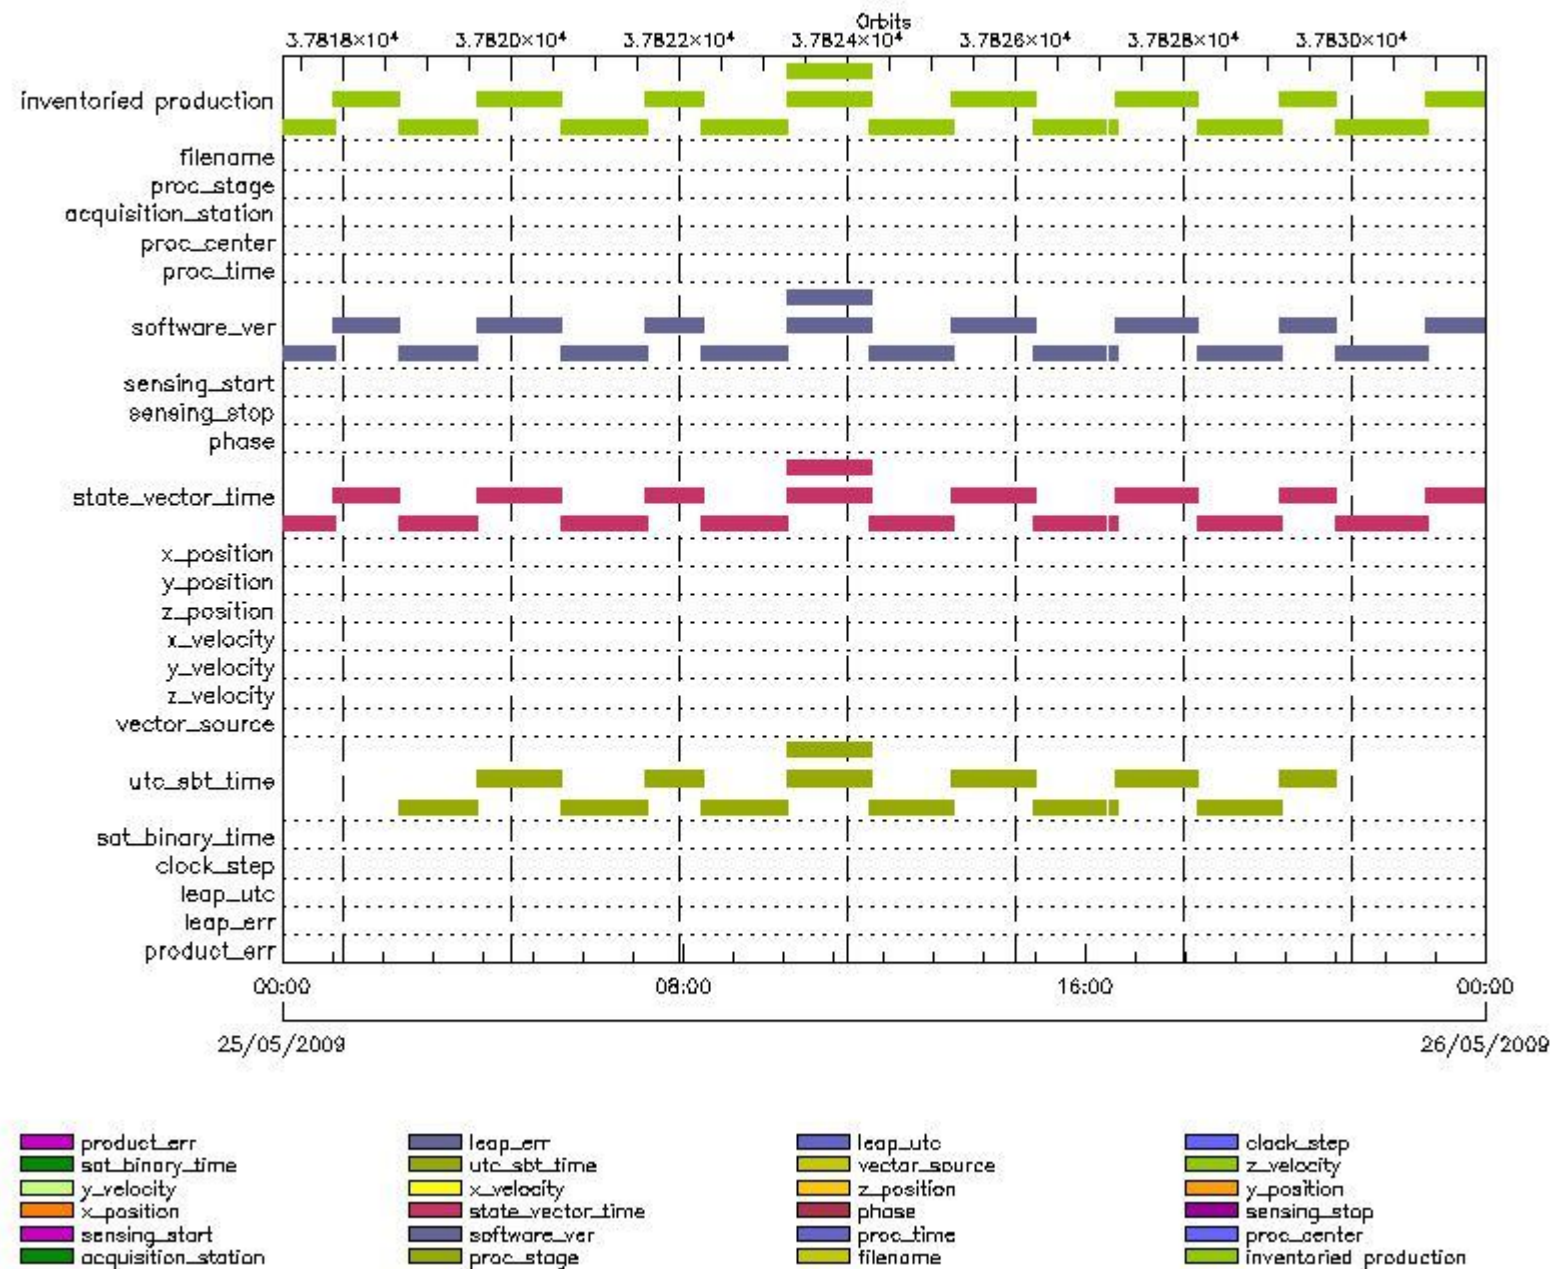 Orbits
3.7818×10⁴ 3.7820×10⁴ 3.7822×10⁴ 3.7824×10⁴ 3.7826×10⁴ 3.7828×10⁴ 3.7830×10⁴
inventoried production
filename
proc_stage
acquisition_station
proc_center
proc_time
software_ver
sensing_start
sensing_stop
phase
state_vector_time
x_position
y_position
z_position
x_velocity
y_velocity
z_velocity
vector_source
utc_sbt_time
sat_binary_time
clock_step
leap_utc
leap_err
product_err
00:00 08:00 16:00 00:00
25/05/2009 26/05/2009
product_err leap_err leap_utc clock_step
sat_binary_time utc_sbt_time vector_source z_velocity
y_velocity x_velocity z_position y_position
x_position state_vector_time phase sensing_stop
sensing_start software_ver proc_time proc_center
acquisition_station proc_stage filename inventoried production